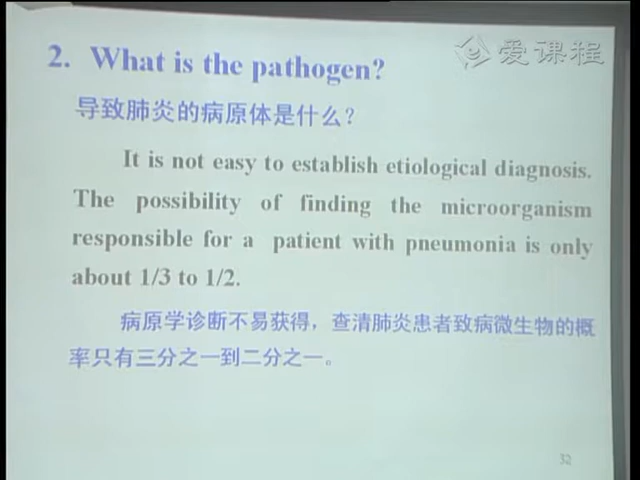 爱课程
2. What is the pathogen?
导致肺炎的病原体是什么？
It is not easy to establish etiological diagnosis.
The possibility of finding the microorganism
responsible for a patient with pneumonia is only
about 1/3 to 1/2.
病原学诊断不易获得，查清肺炎患者致病微生物的概
率只有三分之一到二分之一。
32